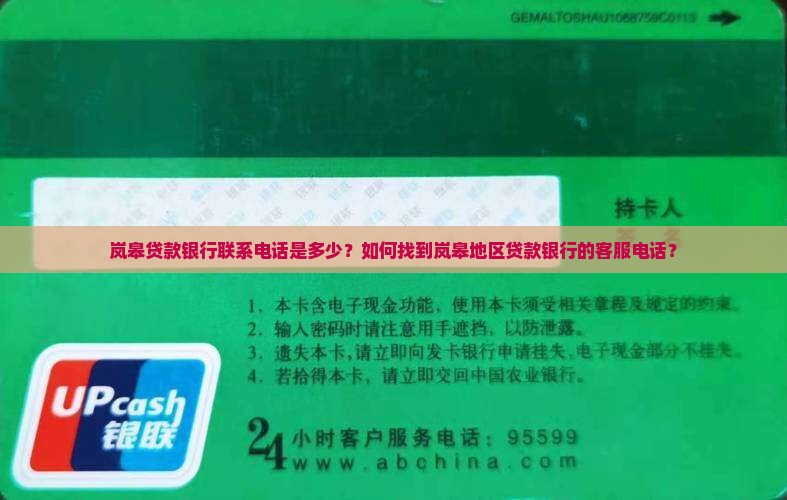 GEMALTOSHAU1068759C0119
持卡人
岚皋贷款银行联系电话是多少？如何找到岚皋地区贷款银行的客服电话？
1、本卡含电子现金功能，使用本卡须受相关章程及规定的约束。
2、输入密码时请注意用手遮挡，以防泄露。
3、遗失本卡,请立即向发卡银行申请挂失,电子现金部分不挂失。
4、若拾得本卡，请立即交回中国农业银行。
UPcash
银联
24小时客户服务电话：95599
www.abchina.com